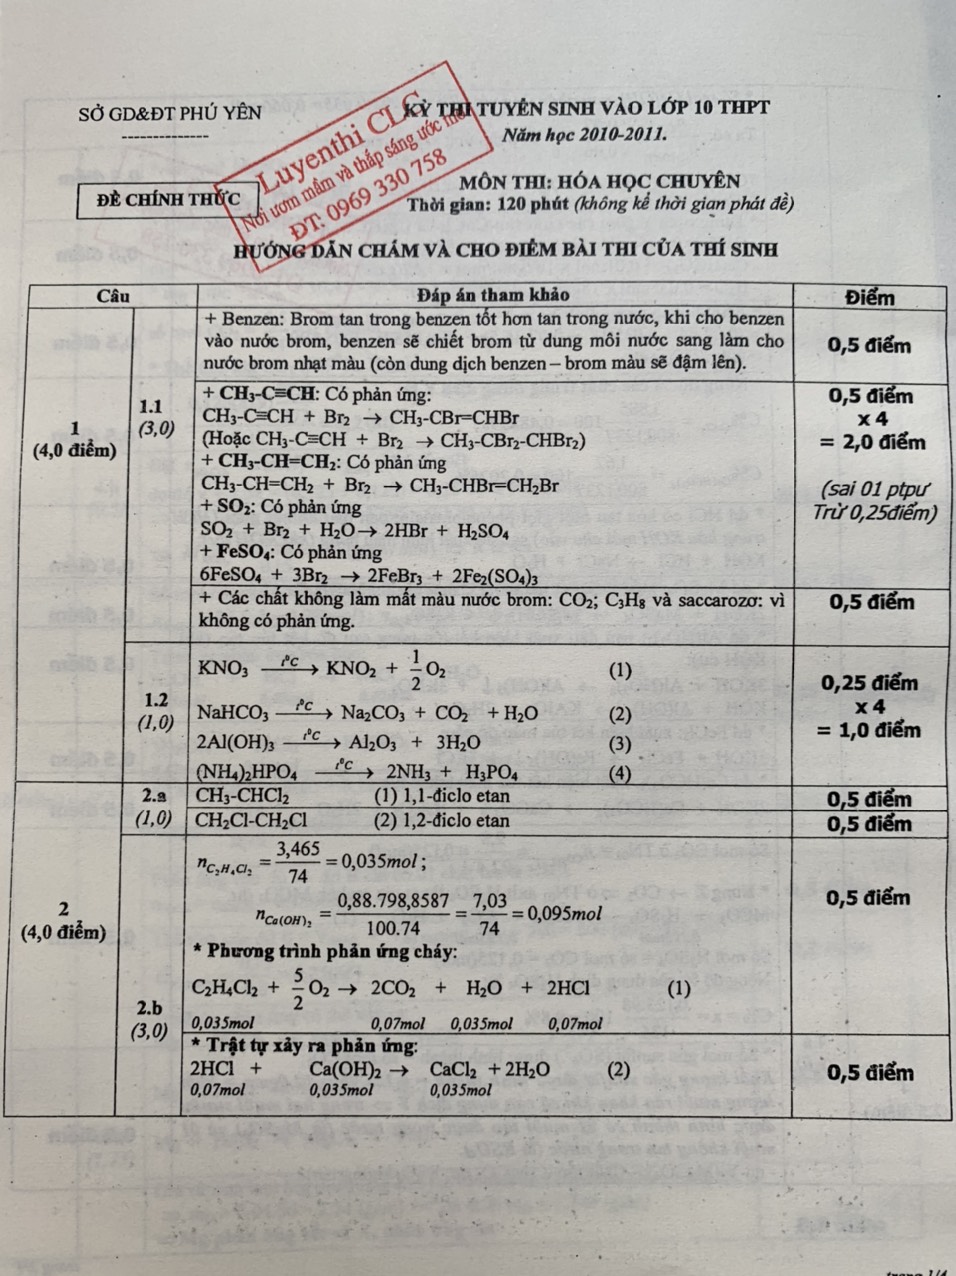 SỞ GD&ĐT PHÚ YÊN
KỲ THI TUYỂN SINH VÀO LỚP 10 THPT
Năm học 2010-2011.
ĐỀ CHÍNH THỨC
MÔN THI: HÓA HỌC CHUYÊN
Thời gian: 120 phút (không kể thời gian phát đề)
Luyenthi CLC
Nơi ươm mầm và thắp sáng ước mơ
ĐT: 0969 330 758
HƯỚNG DẪN CHẤM VÀ CHO ĐIỂM BÀI THI CỦA THÍ SINH
Câu Đáp án tham khảo Điểm
1
(4,0 điểm)
1.1
(3,0)
+ Benzen: Brom tan trong benzen tốt hơn tan trong nước, khi cho benzen
vào nước brom, benzen sẽ chiết brom từ dung môi nước sang làm cho
nước brom nhạt màu (còn dung dịch benzen – brom màu sẽ đậm lên).
0,5 điểm
+ CH₃-C≡CH: Có phản ứng:
CH₃-C≡CH + Br₂ → CH₃-CBr=CHBr
(Hoặc CH₃-C≡CH + Br₂ → CH₃-CBr₂-CHBr₂)
+ CH₃-CH=CH₂: Có phản ứng
CH₃-CH=CH₂ + Br₂ → CH₃-CHBr=CH₂Br
+ SO₂: Có phản ứng
SO₂ + Br₂ + H₂O→ 2HBr + H₂SO₄
+ FeSO₄: Có phản ứng
6FeSO₄ + 3Br₂ → 2FeBr₃ + 2Fe₂(SO₄)₃
0,5 điểm
x 4
= 2,0 điểm
(sai 01 ptpư
Trừ 0,25điểm)
+ Các chất không làm mất màu nước brom: CO₂; C₃H₈ và saccarozơ: vì
không có phản ứng.
0,5 điểm
1.2
(1,0)
KNO₃ —t⁰C→ KNO₂ + 1/2 O₂ (1)
NaHCO₃ —t⁰C→ Na₂CO₃ + CO₂ + H₂O (2)
2Al(OH)₃ —t⁰C→ Al₂O₃ + 3H₂O (3)
(NH₄)₂HPO₄ —t⁰C→ 2NH₃ + H₃PO₄ (4)
0,25 điểm
x 4
= 1,0 điểm
2
(4,0 điểm)
2.a
(1,0)
CH₃-CHCl₂ (1) 1,1-điclo etan 0,5 điểm
CH₂Cl-CH₂Cl (2) 1,2-điclo etan 0,5 điểm
2.b
(3,0)
n_{C₂H₄Cl₂} = 3,465/74 = 0,035mol ;
n_{Ca(OH)₂} = 0,88.798,8587/100.74 = 7,03/74 = 0,095mol
* Phương trình phản ứng cháy:
C₂H₄Cl₂ + 5/2 O₂ → 2CO₂ + H₂O + 2HCl (1)
0,035mol 0,07mol 0,035mol 0,07mol
0,5 điểm
* Trật tự xảy ra phản ứng:
2HCl + Ca(OH)₂ → CaCl₂ + 2H₂O (2)
0,07mol 0,035mol 0,035mol
0,5 điểm